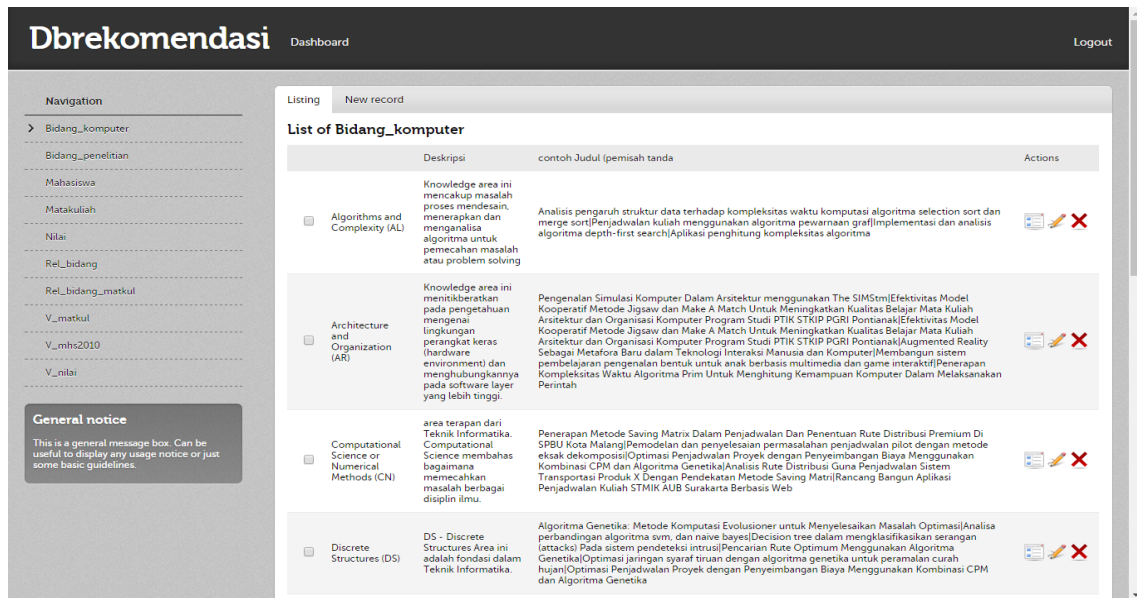 Dbrekomendasi
Dashboard
Logout
Navigation
Bidang_komputer
Bidang_penelitian
Mahasiswa
Matakuliah
Nilai
Rel_bidang
Rel_bidang_matkul
V_matkul
V_mhs2010
V_nilai
General notice
This is a general message box. Can be
useful to display any usage notice or just
some basic guidelines.
Listing
New record
List of Bidang_komputer
Deskripsi
contoh Judul (pemisah tanda
Actions
Algorithms and
Complexity (AL)
Knowledge area ini
mencakup masalah
proses mendesain,
menerapkan dan
menganalisa
algoritma untuk
pemecahan masalah
atau problem solving
Analisis pengaruh struktur data terhadap kompleksitas waktu komputasi algoritma selection sort dan
merge sort|Penjadwalan kuliah menggunakan algoritma pewarnaan graf|Implementasi dan analisis
algoritma depth-first search|Aplikasi penghitung kompleksitas algoritma
Architecture
and
Organization
(AR)
Knowledge area ini
menitikberatkan
pada pengetahuan
mengenai
lingkungan
perangkat keras
(hardware
environment) dan
menghubungkannya
pada software layer
yang lebih tinggi.
Pengenalan Simulasi Komputer Dalam Arsitektur menggunakan The SIMStm|Efektivitas Model
Kooperatif Metode Jigsaw dan Make A Match Untuk Meningkatkan Kualitas Belajar Mata Kuliah
Arsitektur dan Organisasi Komputer Program Studi PTIK STKIP PGRI Pontianak|Efektivitas Model
Kooperatif Metode Jigsaw dan Make A Match Untuk Meningkatkan Kualitas Belajar Mata Kuliah
Arsitektur dan Organisasi Komputer Program Studi PTIK STKIP PGRI Pontianak|Augmented Reality
Sebagai Metafora Baru dalam Teknologi Interaksi Manusia dan Komputer|Membangun sistem
pembelajaran pengenalan bentuk untuk anak berbasis multimedia dan game interaktif|Penerapan
Kompleksitas Waktu Algoritma Prim Untuk Menghitung Kemampuan Komputer Dalam Melaksanakan
Perintah
Computational
Science or
Numerical
Methods (CN)
area terapan dari
Teknik Informatika.
Computational
Science membahas
bagaimana
memecahkan
masalah berbagai
disiplin ilmu.
Penerapan Metode Saving Matrix Dalam Penjadwalan Dan Penentuan Rute Distribusi Premium Di
SPBU Kota Malang|Pemodelan dan penyelesaian permasalahan penjadwalan pilot dengan metode
eksak dekomposisi|Optimasi Penjadwalan Proyek dengan Penyeimbangan Biaya Menggunakan
Kombinasi CPM dan Algoritma Genetika|Analisis Rute Distribusi Guna Penjadwalan Sistem
Transportasi Produk X Dengan Pendekatan Metode Saving Matri|Rancang Bangun Aplikasi
Penjadwalan Kuliah STMIK AUB Surakarta Berbasis Web
Discrete
Structures (DS)
DS - Discrete
Structures Area ini
adalah fondasi dalam
Teknik Informatika.
Algoritma Genetika: Metode Komputasi Evolusioner untuk Menyelesaikan Masalah Optimasi|Analisa
perbandingan algoritma svm, dan naive bayes|Decision tree dalam mengklasifikasikan serangan
(attacks) Pada sistem pendeteksi intrusi|Pencarian Rute Optimum Menggunakan Algoritma
Genetika|Optimasi jaringan syaraf tiruan dengan algoritma genetika untuk peramalan curah
hujan|Optimasi Penjadwalan Proyek dengan Penyeimbangan Biaya Menggunakan Kombinasi CPM
dan Algoritma Genetika